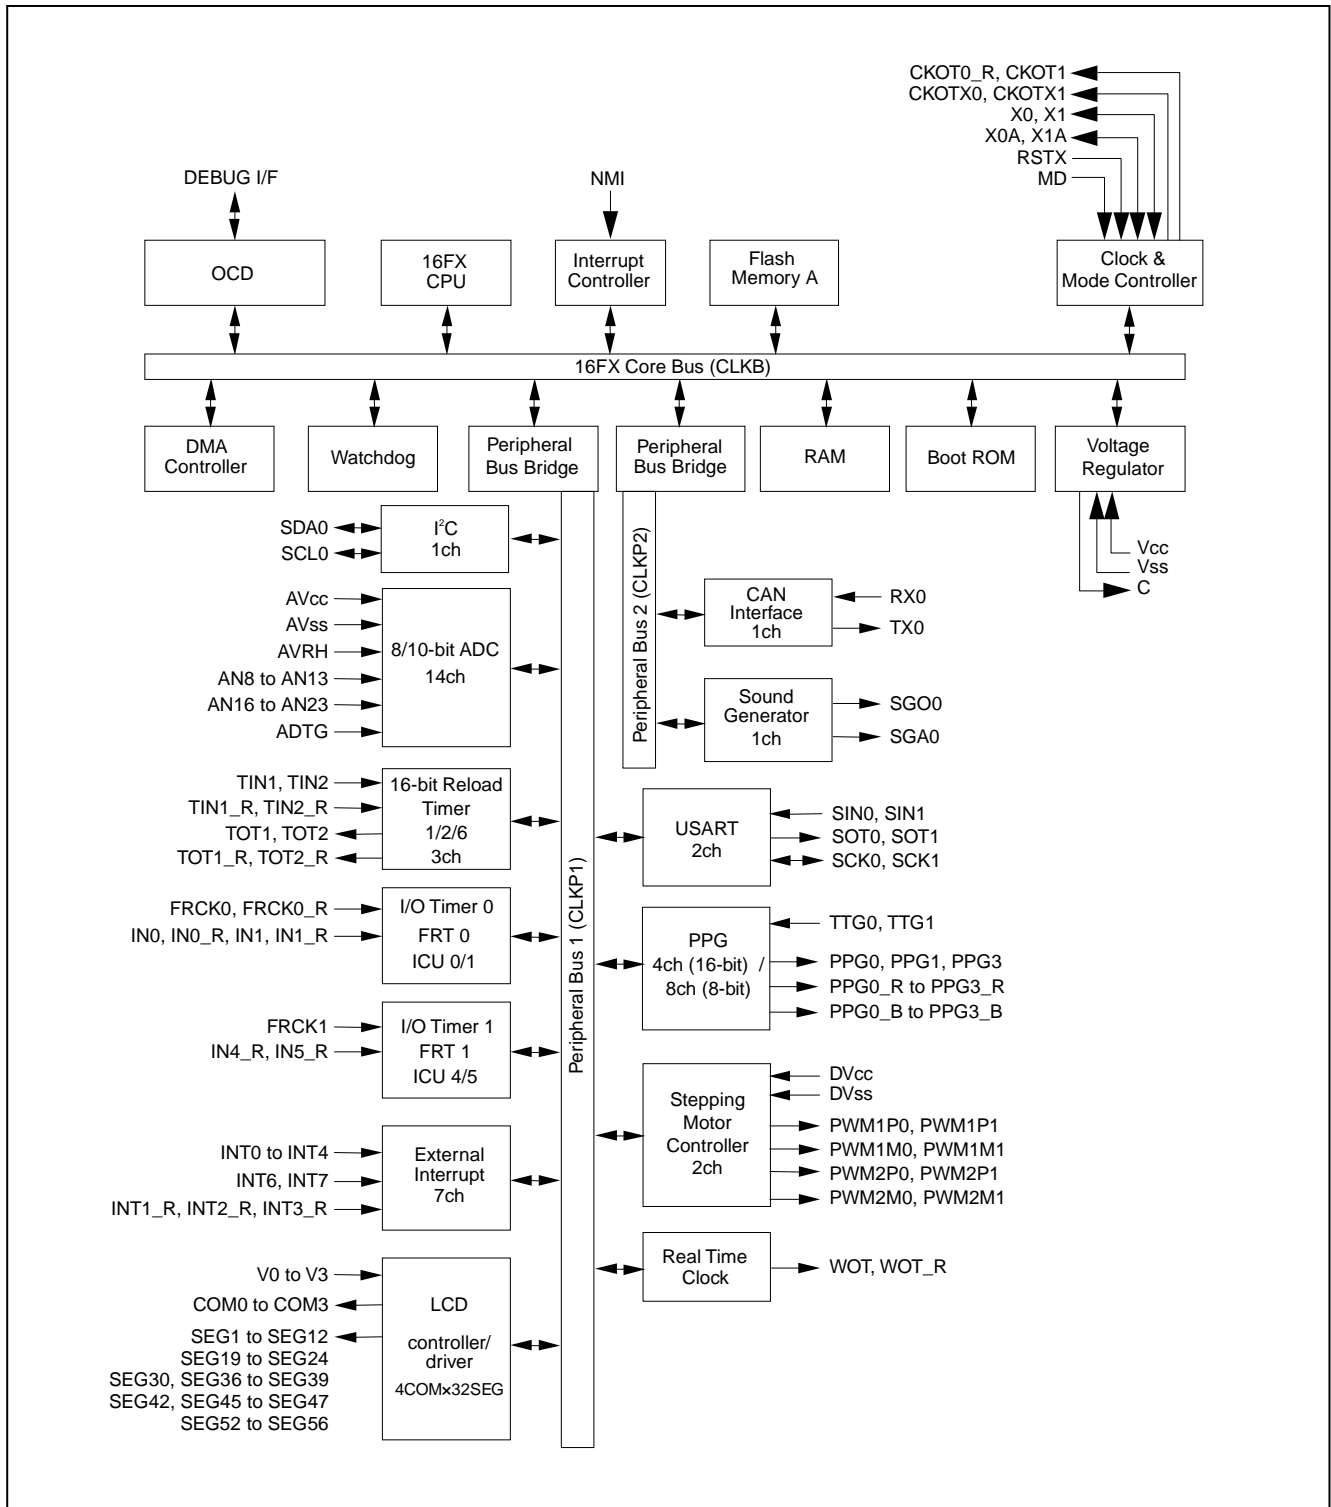 CKOT0_R, CKOT1
CKOTX0, CKOTX1
X0, X1
X0A, X1A
RSTX
MD
DEBUG I/F
NMI
OCD
16FX
CPU
Interrupt
Controller
Flash
Memory A
Clock &
Mode Controller
16FX Core Bus (CLKB)
DMA
Controller
Watchdog
Peripheral
Bus Bridge
Peripheral
Bus Bridge
RAM
Boot ROM
Voltage
Regulator
Vcc
Vss
C
Peripheral Bus 1 (CLKP1)
Peripheral Bus 2 (CLKP2)
SDA0
SCL0
I²C
1ch
AVcc
AVss
AVRH
AN8 to AN13
AN16 to AN23
ADTG
8/10-bit ADC
14ch
TIN1, TIN2
TIN1_R, TIN2_R
TOT1, TOT2
TOT1_R, TOT2_R
16-bit Reload
Timer
1/2/6
3ch
FRCK0, FRCK0_R
IN0, IN0_R, IN1, IN1_R
I/O Timer 0
FRT 0
ICU 0/1
FRCK1
IN4_R, IN5_R
I/O Timer 1
FRT 1
ICU 4/5
INT0 to INT4
INT6, INT7
INT1_R, INT2_R, INT3_R
External
Interrupt
7ch
V0 to V3
COM0 to COM3
SEG1 to SEG12
SEG19 to SEG24
SEG30, SEG36 to SEG39
SEG42, SEG45 to SEG47
SEG52 to SEG56
LCD
controller/
driver
4COM×32SEG
CAN
Interface
1ch
RX0
TX0
Sound
Generator
1ch
SGO0
SGA0
USART
2ch
SIN0, SIN1
SOT0, SOT1
SCK0, SCK1
PPG
4ch (16-bit) /
8ch (8-bit)
TTG0, TTG1
PPG0, PPG1, PPG3
PPG0_R to PPG3_R
PPG0_B to PPG3_B
Stepping
Motor
Controller
2ch
DVcc
DVss
PWM1P0, PWM1P1
PWM1M0, PWM1M1
PWM2P0, PWM2P1
PWM2M0, PWM2M1
Real Time
Clock
WOT, WOT_R